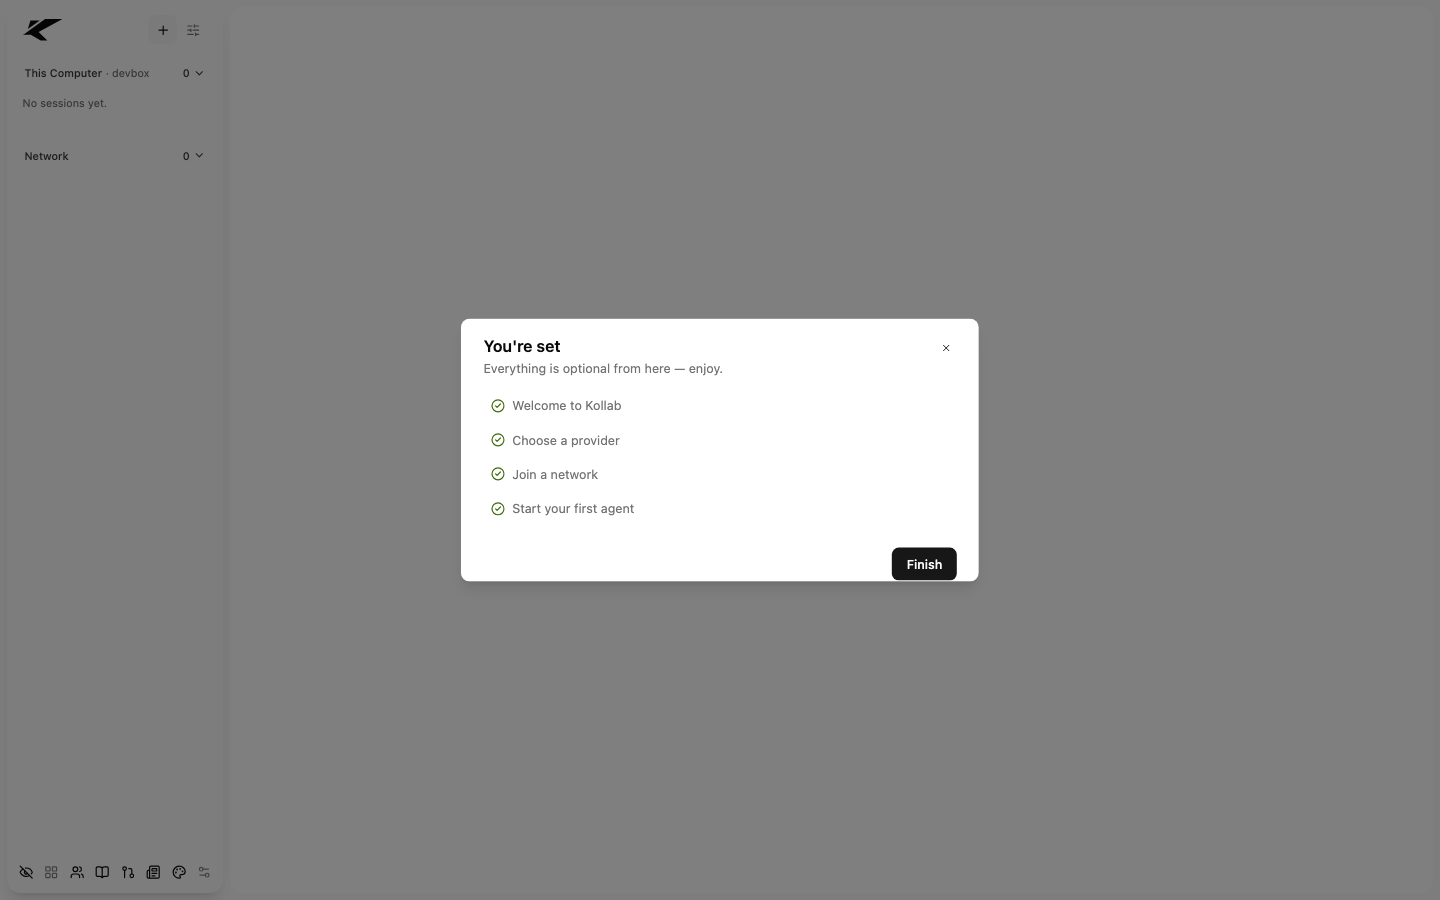 This Computer · devbox 0
No sessions yet.
Network 0
You're set
Everything is optional from here — enjoy.
Welcome to Kollab
Choose a provider
Join a network
Start your first agent
Finish